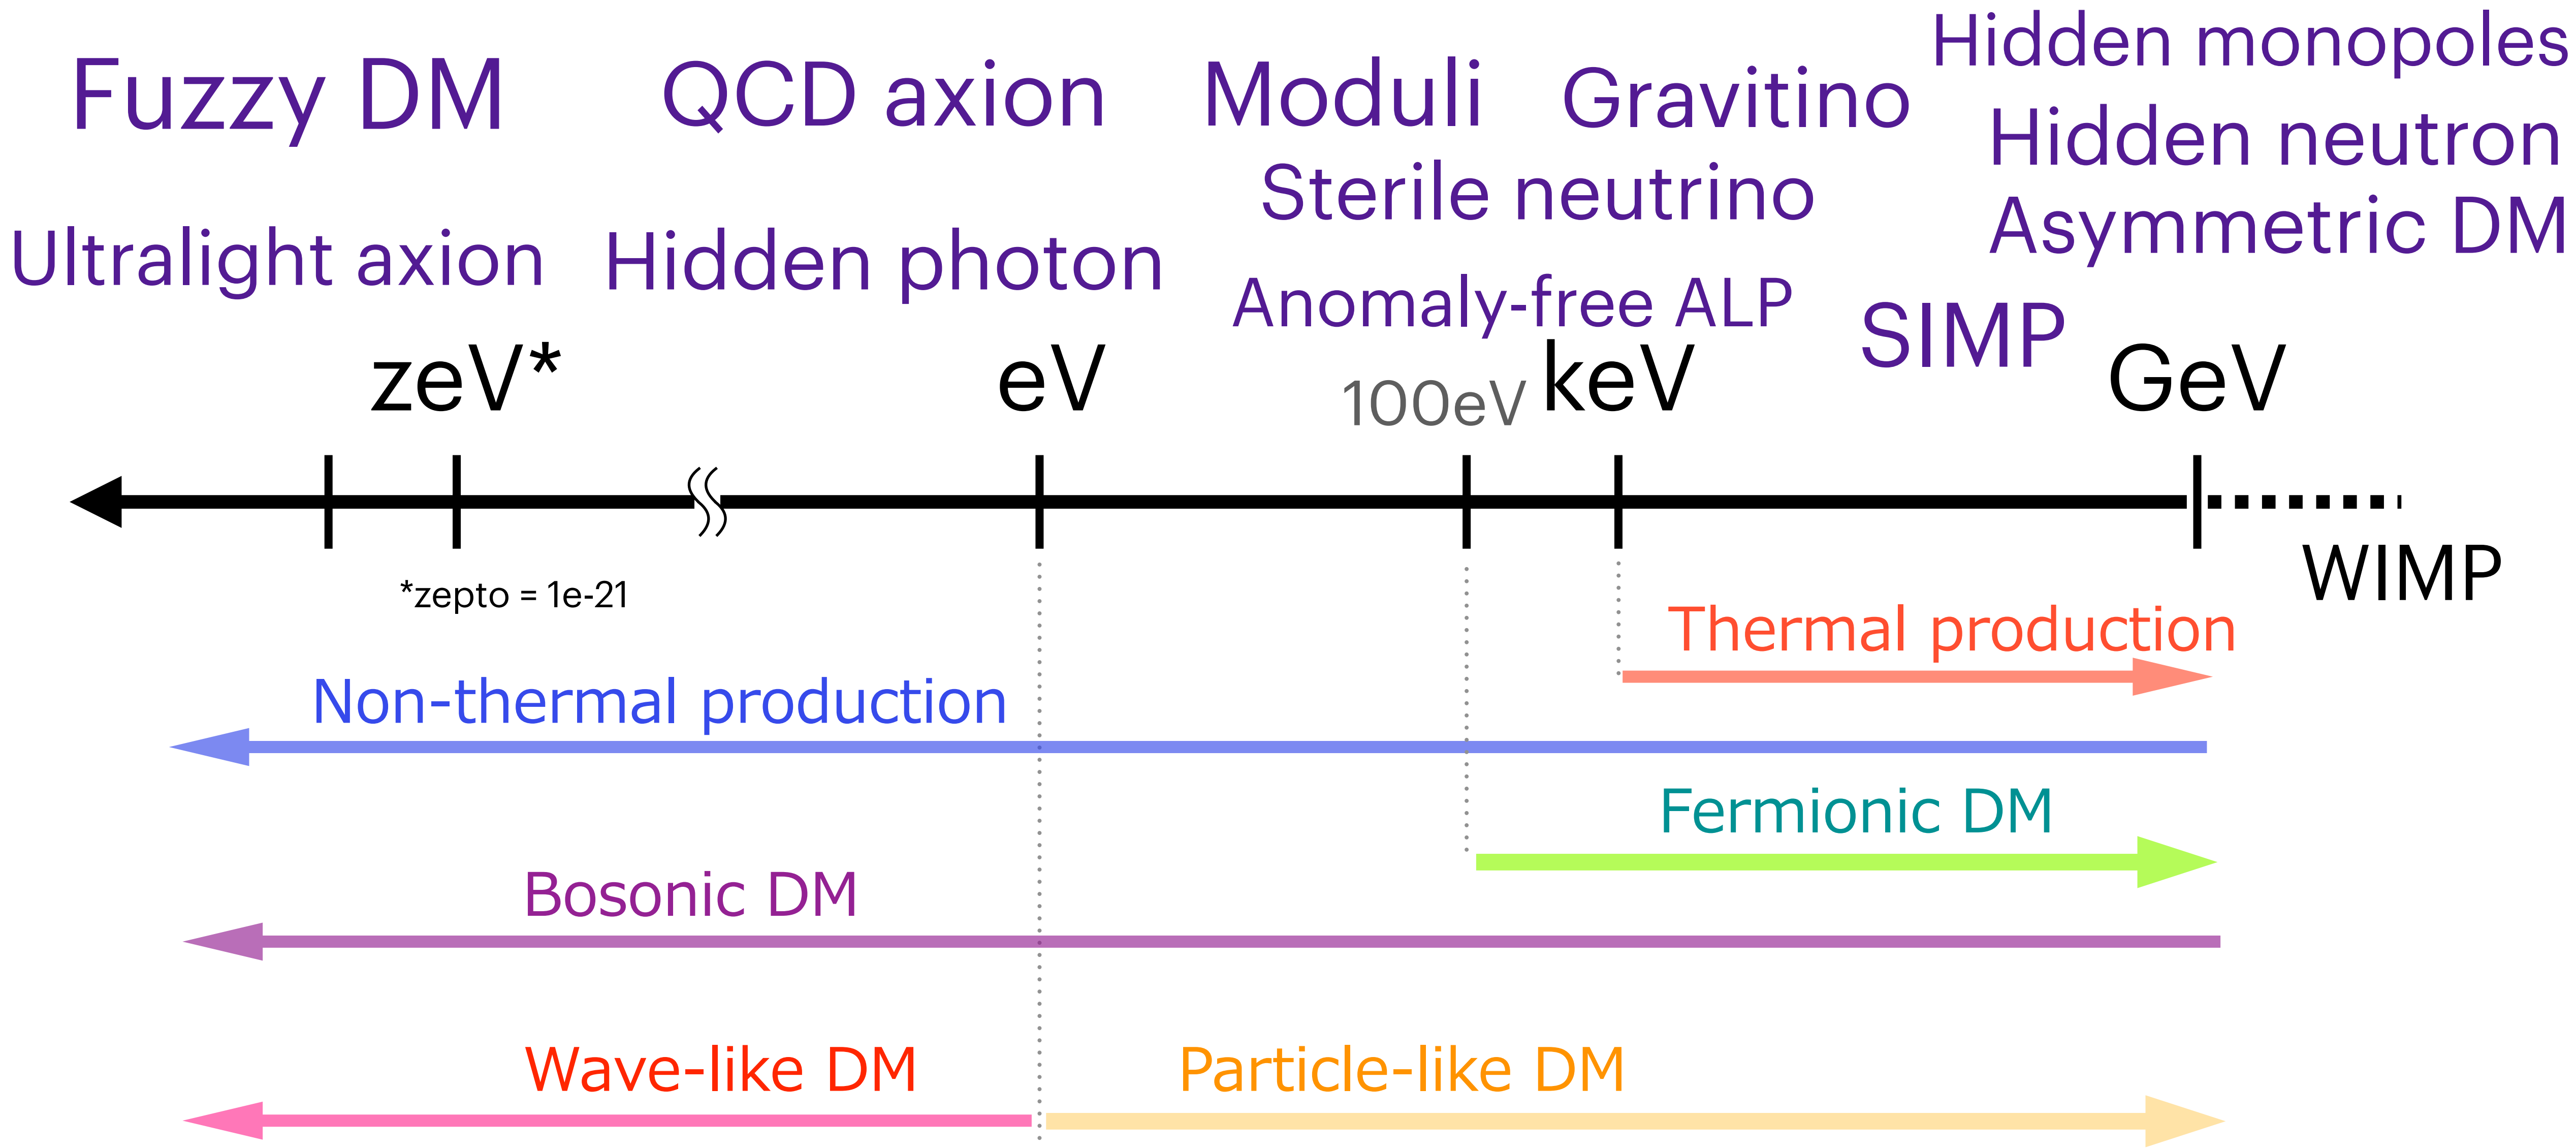 Hidden monopoles
Fuzzy DM
QCD axion
Moduli
Gravitino
Hidden neutron
Sterile neutrino
Asymmetric DM
Ultralight axion
Hidden photon
Anomaly-free ALP
SIMP
zeV*
eV
100eV
keV
GeV
WIMP
*zepto = 1e-21
Thermal production
Non-thermal production
Fermionic DM
Bosonic DM
Wave-like DM
Particle-like DM